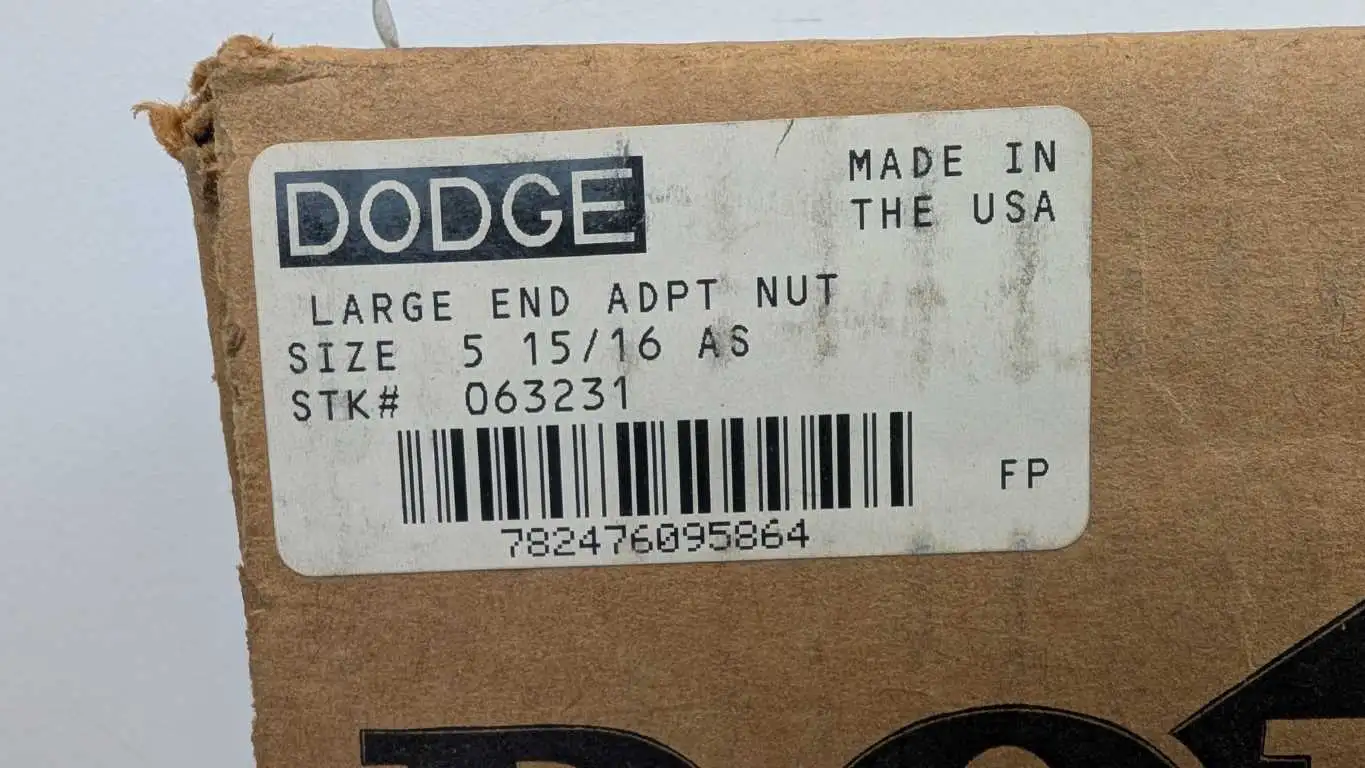 DODGE
MADE IN
THE USA
LARGE END ADPT NUT
SIZE 5 15/16 AS
STK# 063231
FP
782476095864